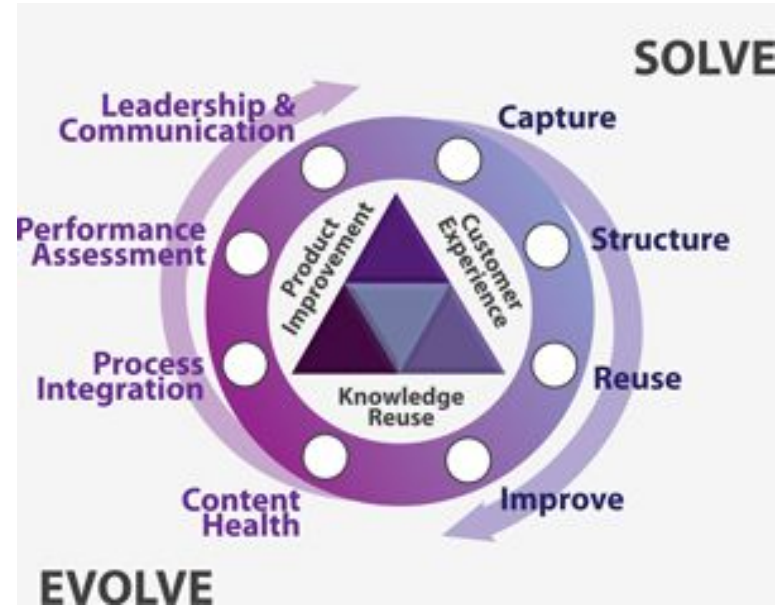 SOLVE
Leadership &
Communication
Capture
Performance
Assessment
Structure
Product
Improvement
Customer
Experience
Process
Integration
Reuse
Knowledge
Reuse
Content
Health
Improve
EVOLVE